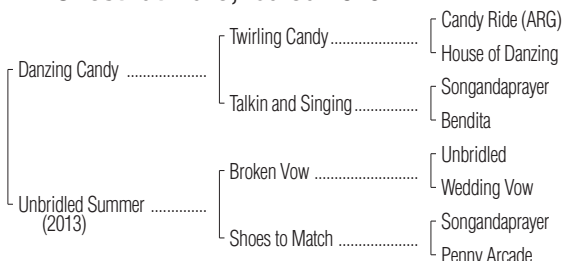 Candy Ride (ARG)
Twirling Candy
House of Danzing
Danzing Candy
Songandaprayer
Talkin and Singing
Bendita
Unbridled
Broken Vow
Wedding Vow
Unbridled Summer
(2013)
Songandaprayer
Shoes to Match
Penny Arcade